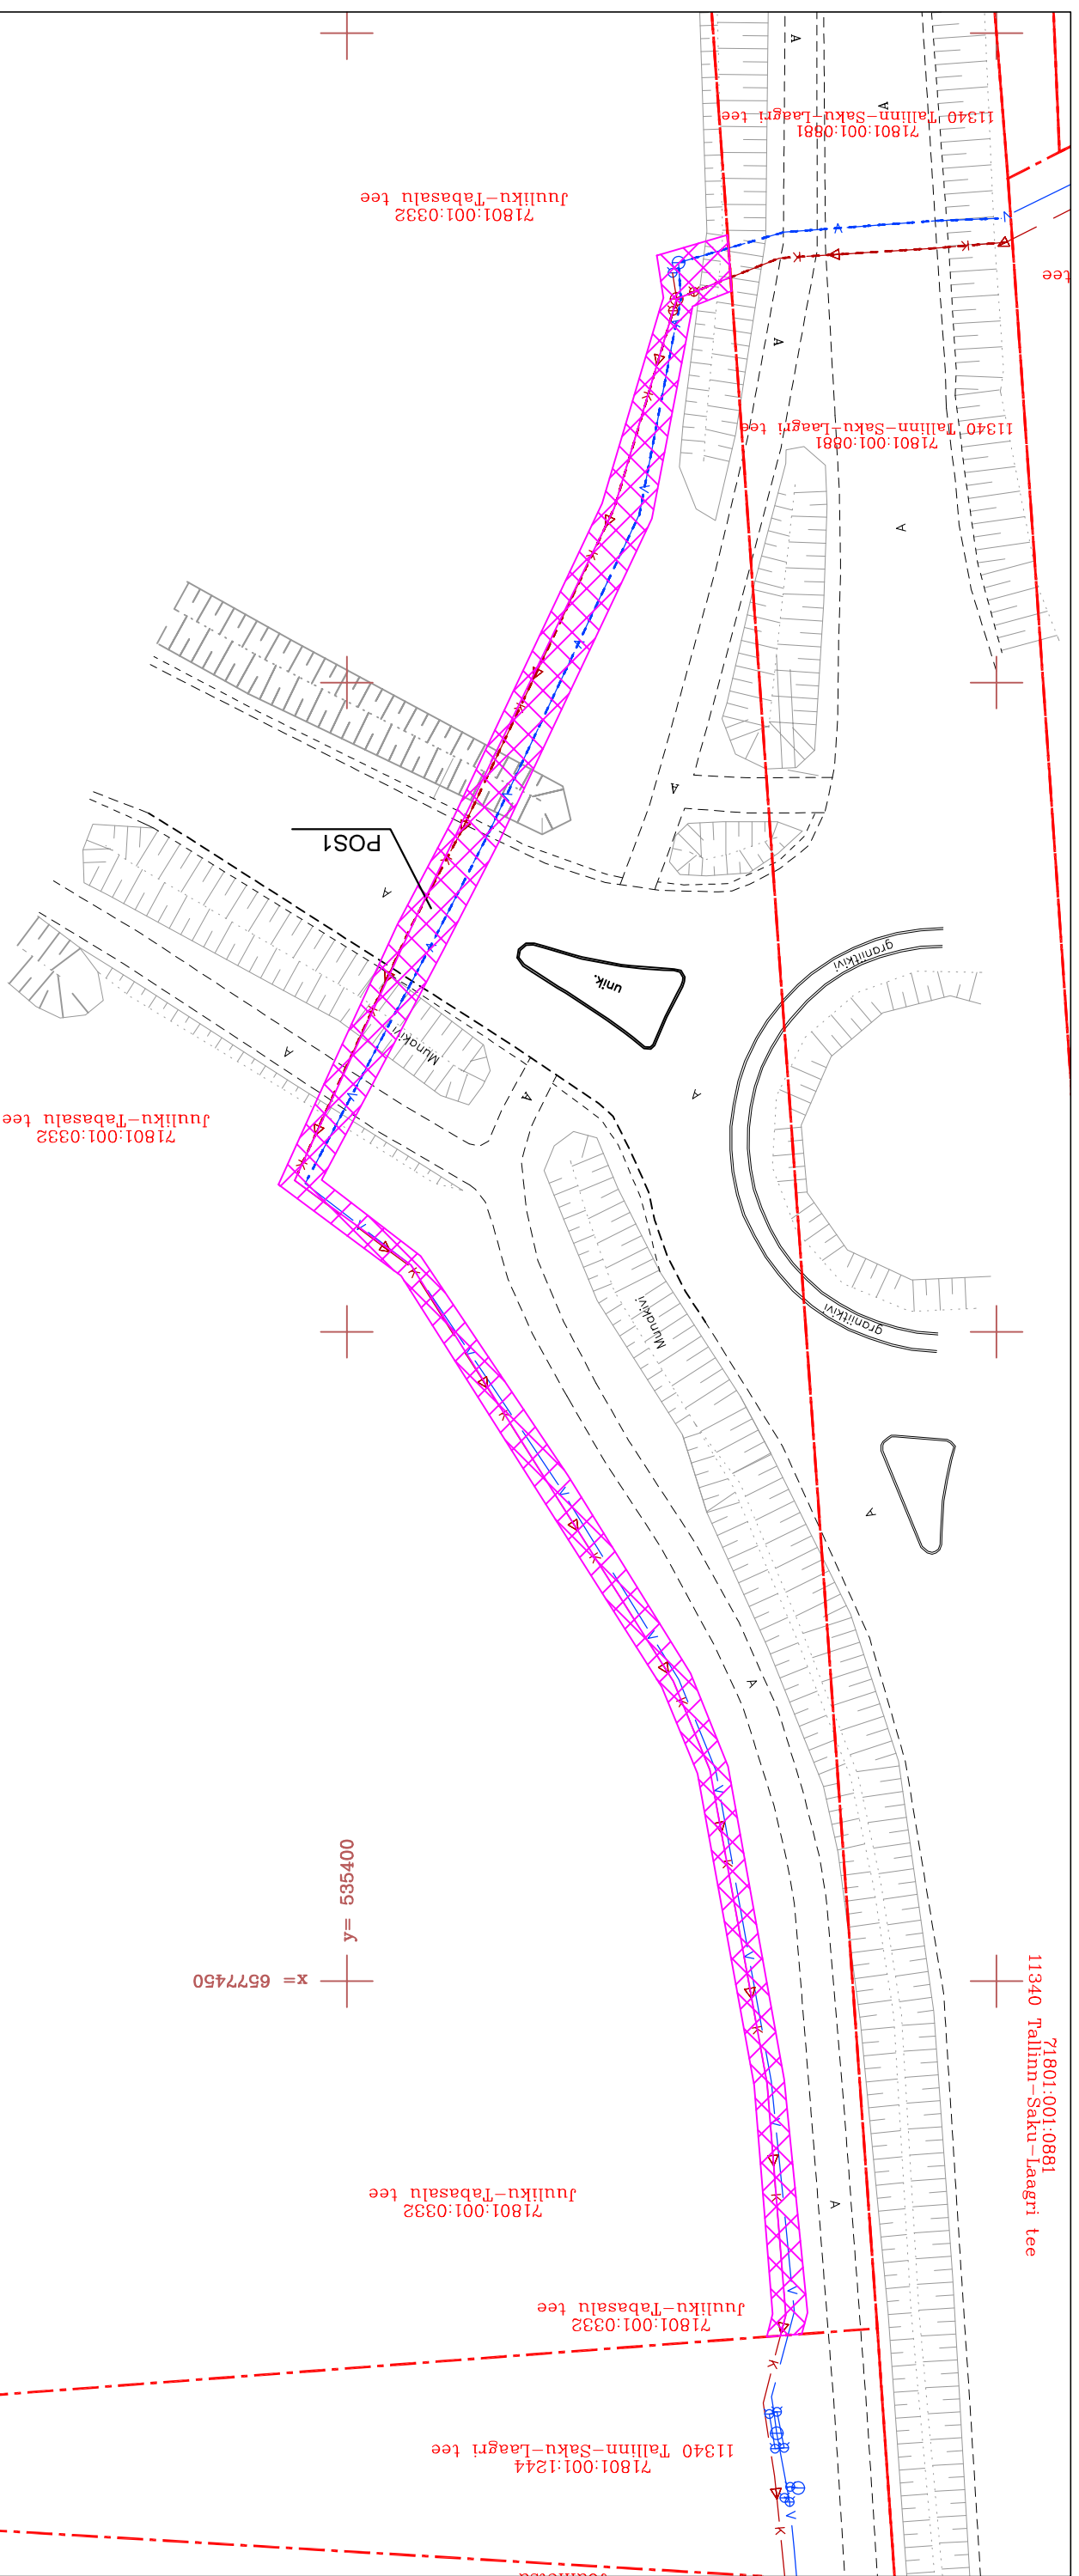 11340 Tallinn-Saku-Laagri tee
71801:001:0881
Juuliku-Tabasalu tee
71801:001:0332
tee
11340 Tallinn-Saku-Laagri tee
71801:001:0881
POS1
graniitkivi
unik.
Munakivi
Juuliku-Tabasalu tee
71801:001:0332
Munakivi
graniitkivi
y= 535400
x= 6577450
71801:001:0881
11340 Tallinn-Saku-Laagri tee
Juuliku-Tabasalu tee
71801:001:0332
Juuliku-Tabasalu tee
71801:001:0332
11340 Tallinn-Saku-Laagri tee
71801:001:1244
A
A
A
A
A
A
A
A
A
A
A
A